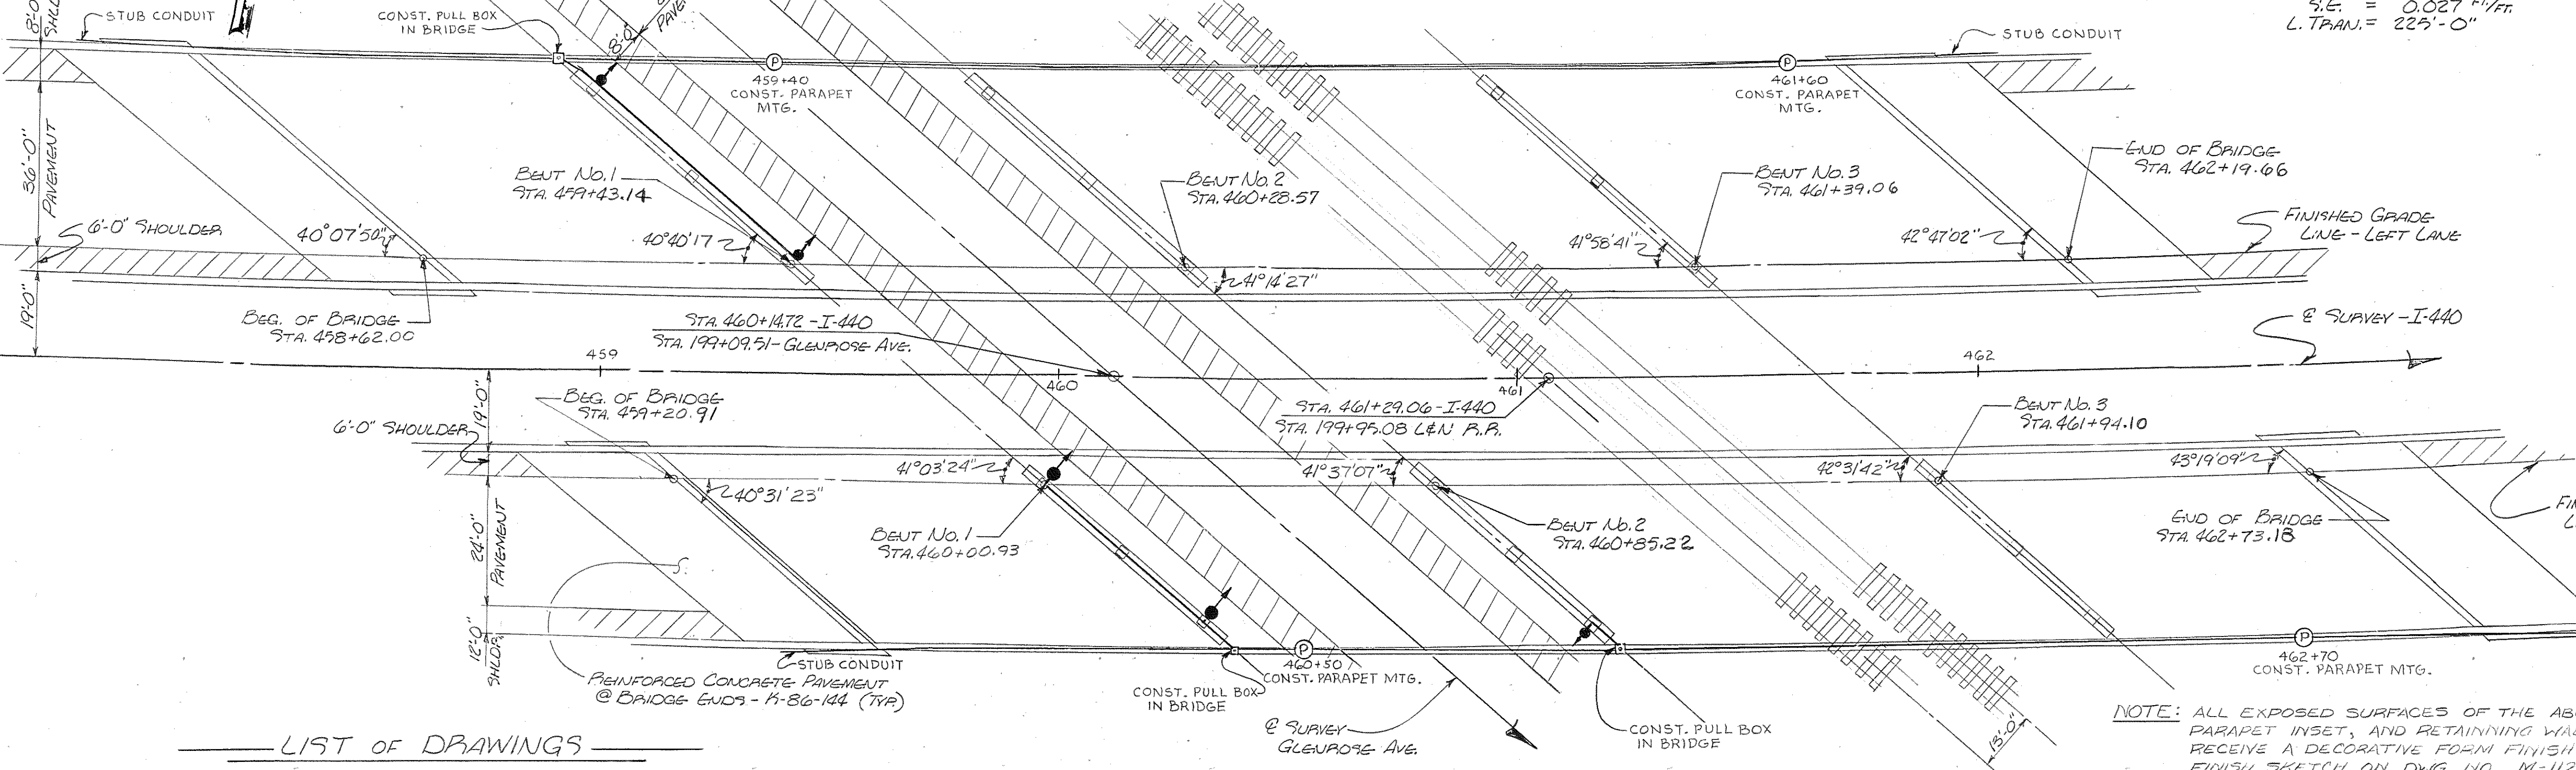 S.E. = 0.027 FT./FT.
L. TRAN. = 225'-0"
8'-0"
STUB CONDUIT
CONST. PULL BOX
IN BRIDGE
8'-0"
P
459+40
CONST. PARAPET
MTG.
P
461+60
CONST. PARAPET
MTG.
STUB CONDUIT
36'-0"
PAVEMENT
BENT NO. 1
STA. 459+43.14
BENT NO. 2
STA. 460+28.57
BENT NO. 3
STA. 461+39.06
END OF BRIDGE
STA. 462+19.66
6'-0" SHOULDER
40°07'50"
40°40'17
41°14'27"
41°58'41"
42°47'02"
FINISHED GRADE
LINE - LEFT LANE
19'-0"
BEG. OF BRIDGE
STA. 458+62.00
STA. 460+14.72 - I-440
STA. 199+09.51 - GLENROSE AVE.
℄ SURVEY - I-440
459
460
461
462
BEG. OF BRIDGE
STA. 459+20.91
19'-0"
6'-0" SHOULDER
STA. 461+29.06 - I-440
STA. 199+95.08 L&N R.R.
BENT NO. 3
STA. 461+94.10
40°31'23"
41°03'24"
41°37'07"
42°31'42"
43°19'09"
24'-0"
PAVEMENT
BENT NO. 1
STA. 460+00.93
BENT NO. 2
STA. 460+85.22
END OF BRIDGE
STA. 462+73.18
12'-0"
SHLDR.
STUB CONDUIT
REINFORCED CONCRETE PAVEMENT
@ BRIDGE ENDS - K-86-144 (TYP.)
P
460+50
CONST. PARAPET MTG.
CONST. PULL BOX
IN BRIDGE
℄ SURVEY
GLENROSE AVE.
CONST. PULL BOX
IN BRIDGE
P
462+70
CONST. PARAPET MTG.
13'-0"
LIST OF DRAWINGS
NOTE: ALL EXPOSED SURFACES OF THE
PARAPET INSET, AND RETAINNING
RECEIVE A DECORATIVE FORM FINISH
FINISH SKETCH ON DWG. NO.